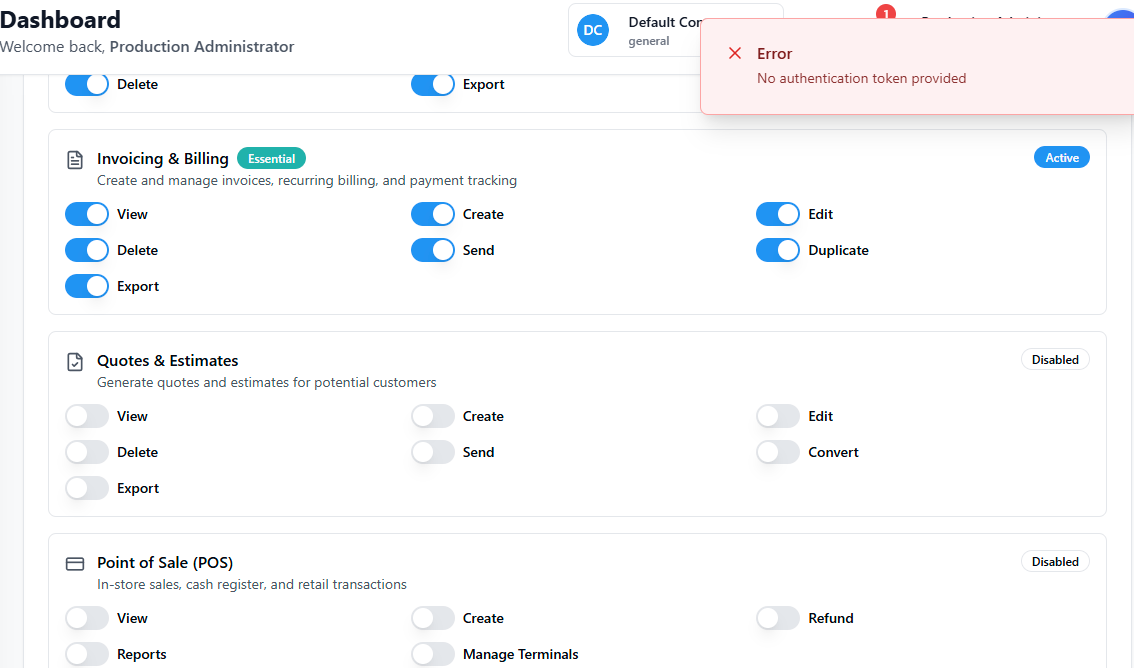 Dashboard
Welcome back, Production Administrator
DC
Default
general
1
Error
No authentication token provided
Delete
Export
Invoicing & Billing
Essential
Active
Create and manage invoices, recurring billing, and payment tracking
View
Create
Edit
Delete
Send
Duplicate
Export
Quotes & Estimates
Disabled
Generate quotes and estimates for potential customers
View
Create
Edit
Delete
Send
Convert
Export
Point of Sale (POS)
Disabled
In-store sales, cash register, and retail transactions
View
Create
Refund
Reports
Manage Terminals